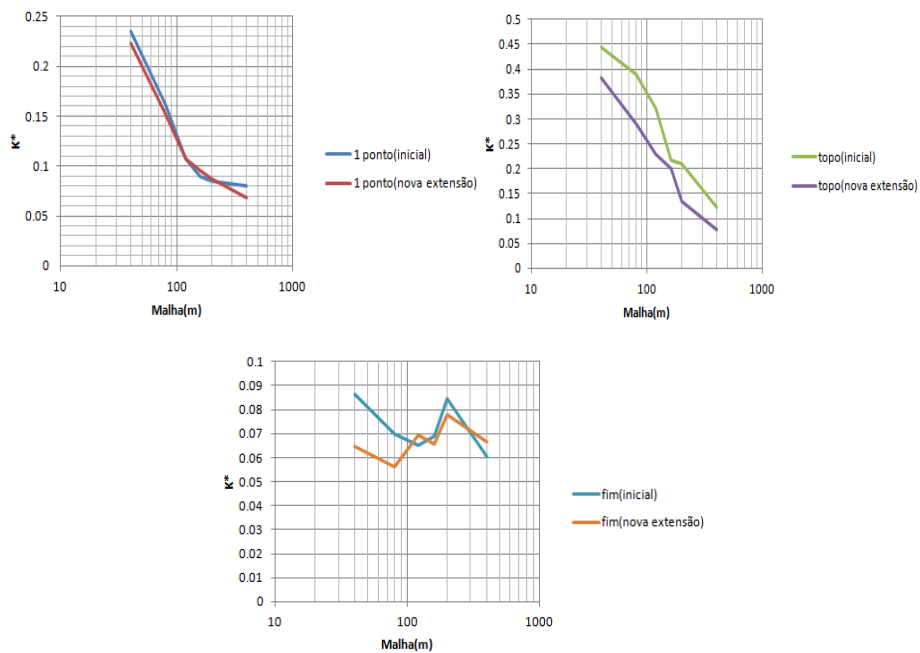 0.25
0.2
0.15
0.1
0.05
0
κ*
10 100 1000
Malha(m)
1 ponto(inicial)
1 ponto(nova extensão)
0.5
0.45
0.4
0.35
0.3
0.25
0.2
0.15
0.1
0.05
0
κ*
10 100 1000
Malha(m)
topo(inicial)
topo(nova extensão)
0.1
0.09
0.08
0.07
0.06
0.05
0.04
0.03
0.02
0.01
0
κ*
10 100 1000
Malha(m)
fim(inicial)
fim(nova extensão)